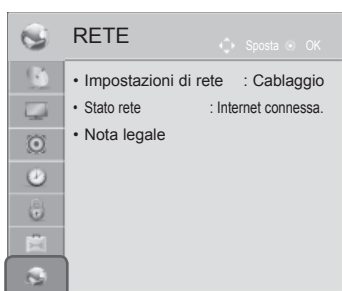 RETE
Sposta OK
• Impostazioni di rete : Cablaggio
• Stato rete : Internet connessa.
• Nota legale